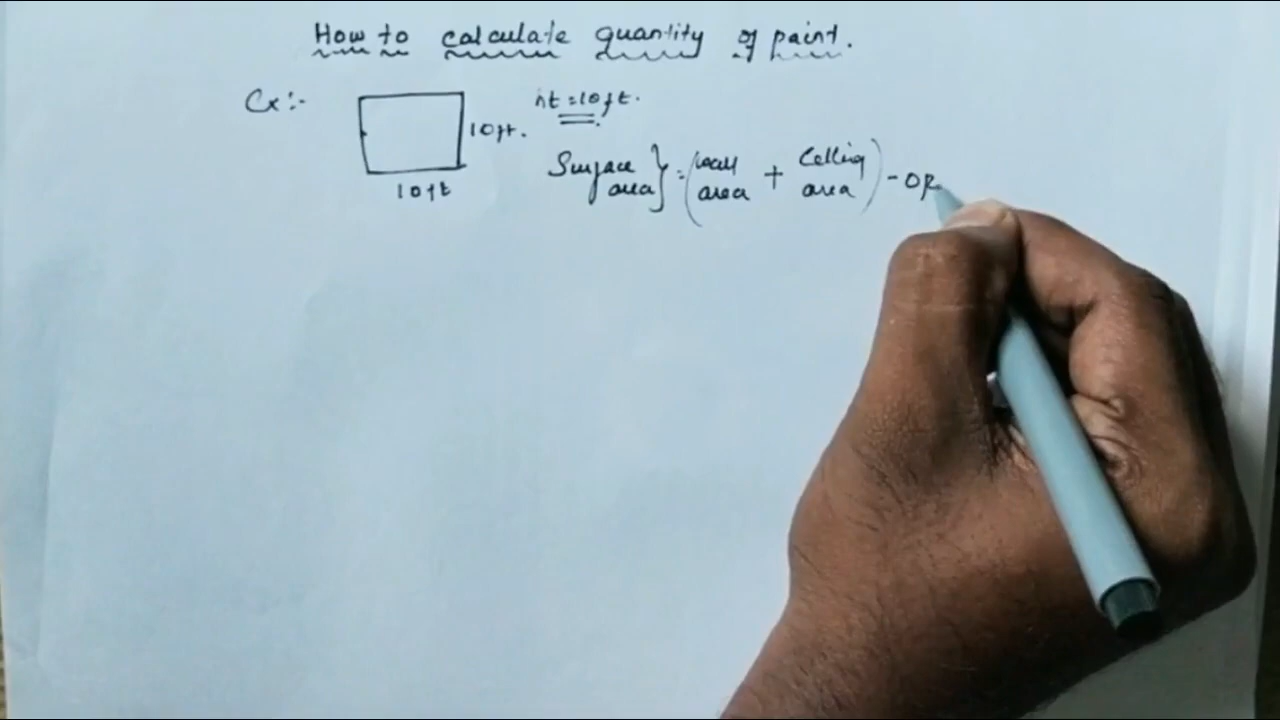 How to calculate quantity of paint.
Ex:-
ht = 10ft.
10ft.
10ft
Surface area } = (wall area + Ceiling area) - op